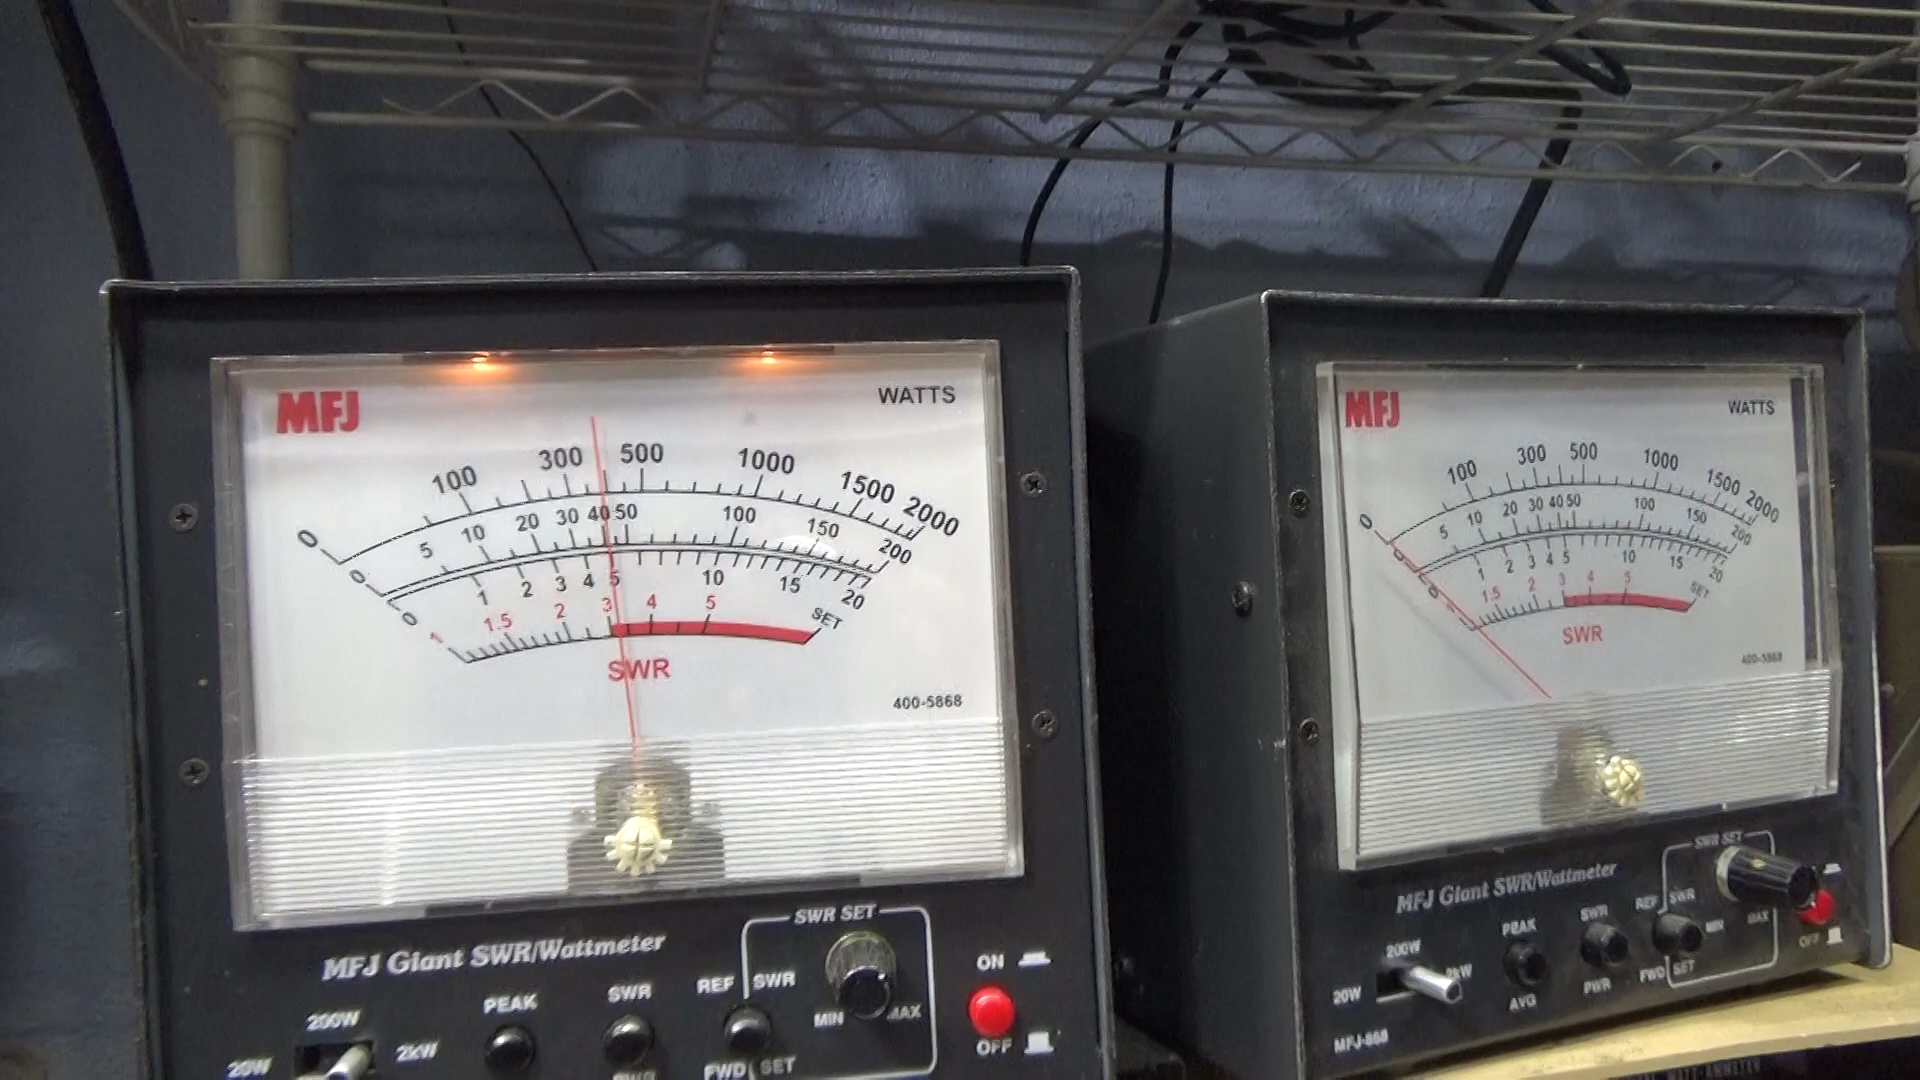 MFJ
WATTS
0 100 300 500 1000 1500 2000
0 5 10 20 30 40 50 100 150 200
0 1 2 3 4 5 10 15 20
1 1.5 2 3 4 5 SET
SWR
400-5868
MFJ Giant SWR/Wattmeter
SWR SET
20W 200W 2kW
PEAK
SWR
REF SWR
FWD SET
MIN MAX
ON
OFF
MFJ
WATTS
0 100 300 500 1000 1500 2000
0 5 10 20 30 40 50 100 150 200
0 1 2 3 4 5 10 15 20
1.5 2 3 4 5 SET
SWR
400-5868
MFJ Giant SWR/Wattmeter
SWR SET
20W 200W 2kW
PEAK
AVG
SWR
PWR
REF SWR
FWD SET
MIN MAX
OFF
MFJ-868